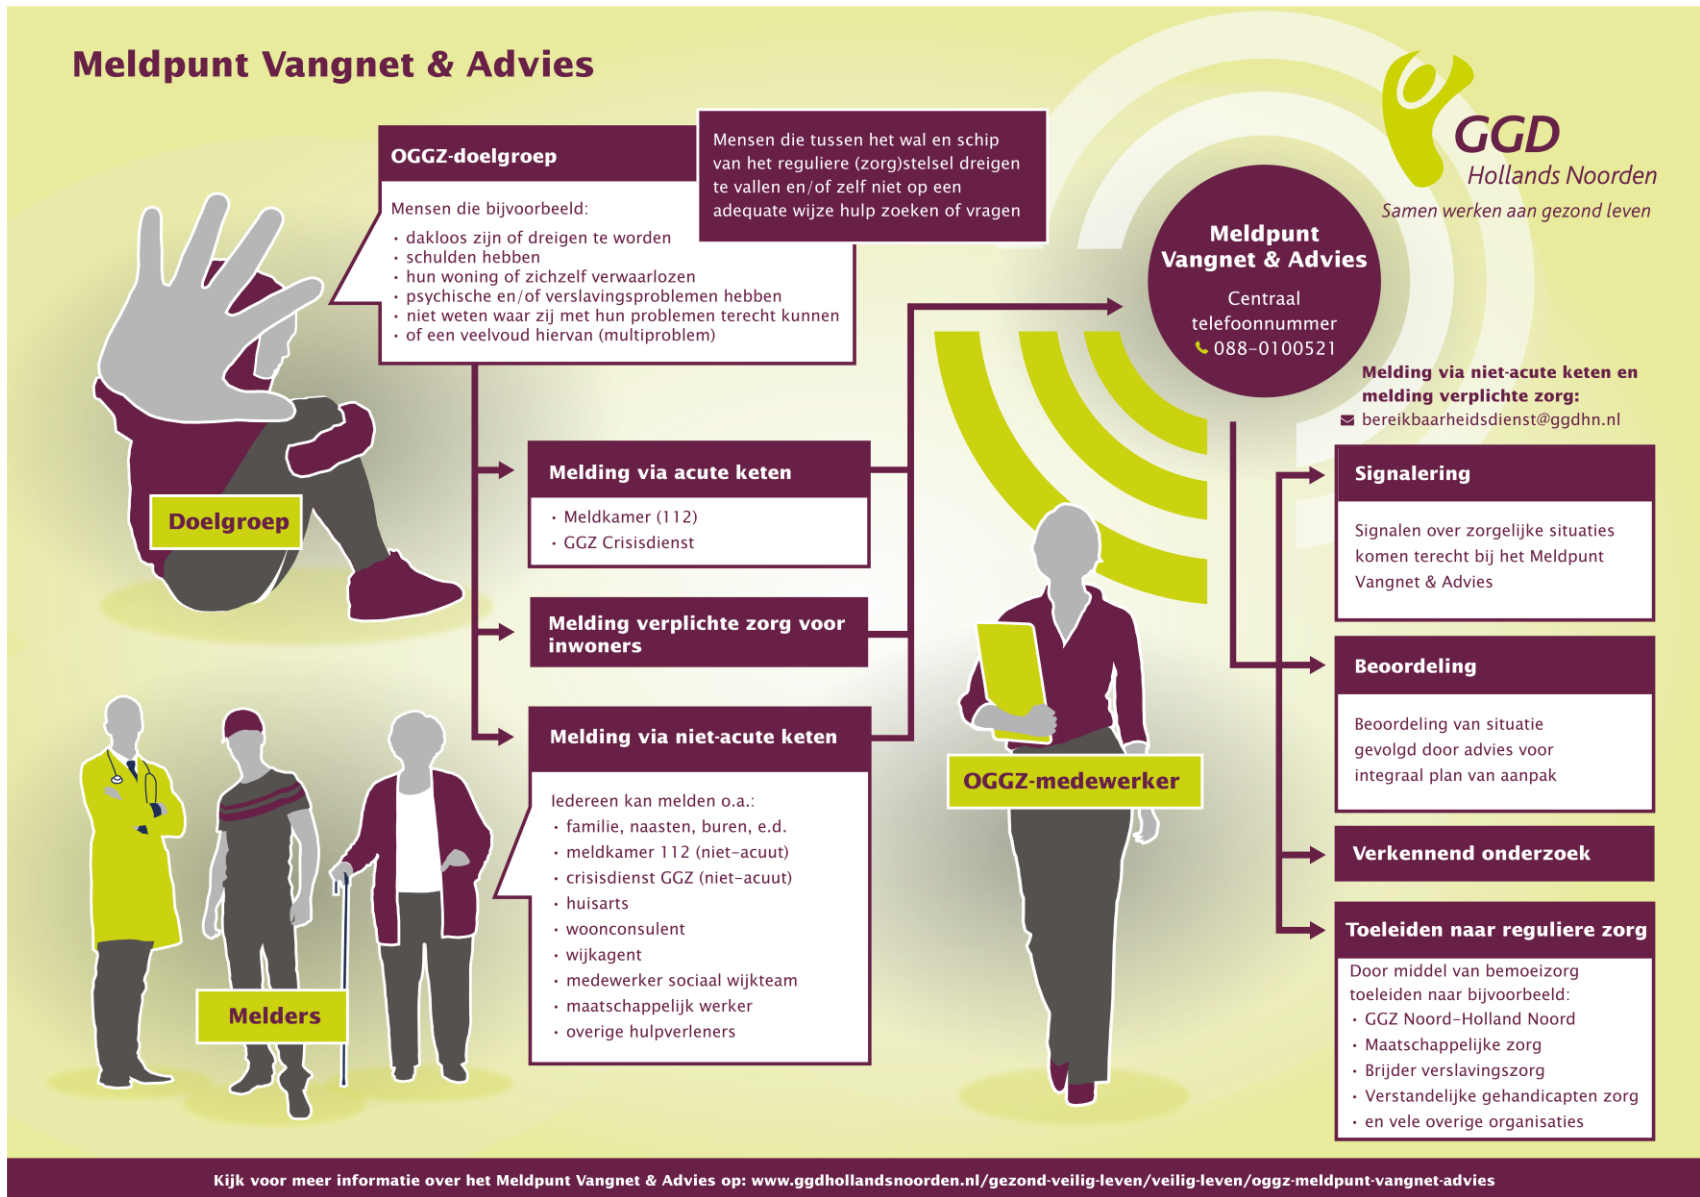 Meldpunt Vangnet & Advies
GGD
Hollands Noorden
Samen werken aan gezond leven
OGGZ-doelgroep
Mensen die tussen het wal en schip
van het reguliere (zorg)stelsel dreigen
te vallen en/of zelf niet op een
adequate wijze hulp zoeken of vragen
Mensen die bijvoorbeeld:
· dakloos zijn of dreigen te worden
· schulden hebben
· hun woning of zichzelf verwaarlozen
· psychische en/of verslavingsproblemen hebben
· niet weten waar zij met hun problemen terecht kunnen
· of een veelvoud hiervan (multiproblem)
Doelgroep
Melding via acute keten
· Meldkamer (112)
· GGZ Crisisdienst
Melding verplichte zorg voor
inwoners
Melding via niet-acute keten
Iedereen kan melden o.a.:
· familie, naasten, buren, e.d.
· meldkamer 112 (niet-acuut)
· crisisdienst GGZ (niet-acuut)
· huisarts
· woonconsulent
· wijkagent
· medewerker sociaal wijkteam
· maatschappelijk werker
· overige hulpverleners
Melders
Meldpunt
Vangnet & Advies
Centraal
telefoonnummer
088-0100521
Melding via niet-acute keten en
melding verplichte zorg:
bereikbaarheidsdienst@ggdhn.nl
OGGZ-medewerker
Signalering
Signalen over zorgelijke situaties
komen terecht bij het Meldpunt
Vangnet & Advies
Beoordeling
Beoordeling van situatie
gevolgd door advies voor
integraal plan van aanpak
Verkennend onderzoek
Toeleiden naar reguliere zorg
Door middel van bemoeizorg
toeleiden naar bijvoorbeeld:
· GGZ Noord-Holland Noord
· Maatschappelijke zorg
· Brijder verslavingszorg
· Verstandelijke gehandicapten zorg
· en vele overige organisaties
Kijk voor meer informatie over het Meldpunt Vangnet & Advies op: www.ggdhollandsnoorden.nl/gezond-veilig-leven/veilig-leven/oggz-meldpunt-vangnet-advies